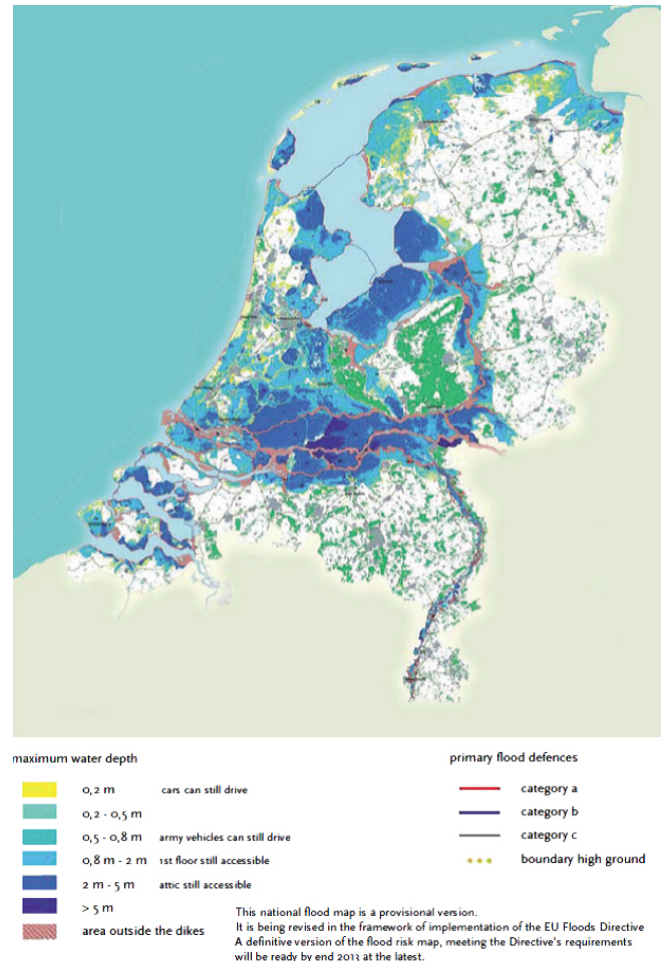 maximum water depth
0,2 m cars can still drive
0,2 - 0,5 m
0,5 - 0,8 m army vehicles can still drive
0,8 m - 2 m 1st floor still accessible
2 m - 5 m attic still accessible
> 5 m
area outside the dikes
primary flood defences
category a
category b
category c
boundary high ground
This national flood map is a provisional version.
It is being revised in the framework of implementation of the EU Floods Directive
A definitive version of the flood risk map, meeting the Directive's requirements
will be ready by end 2013 at the latest.